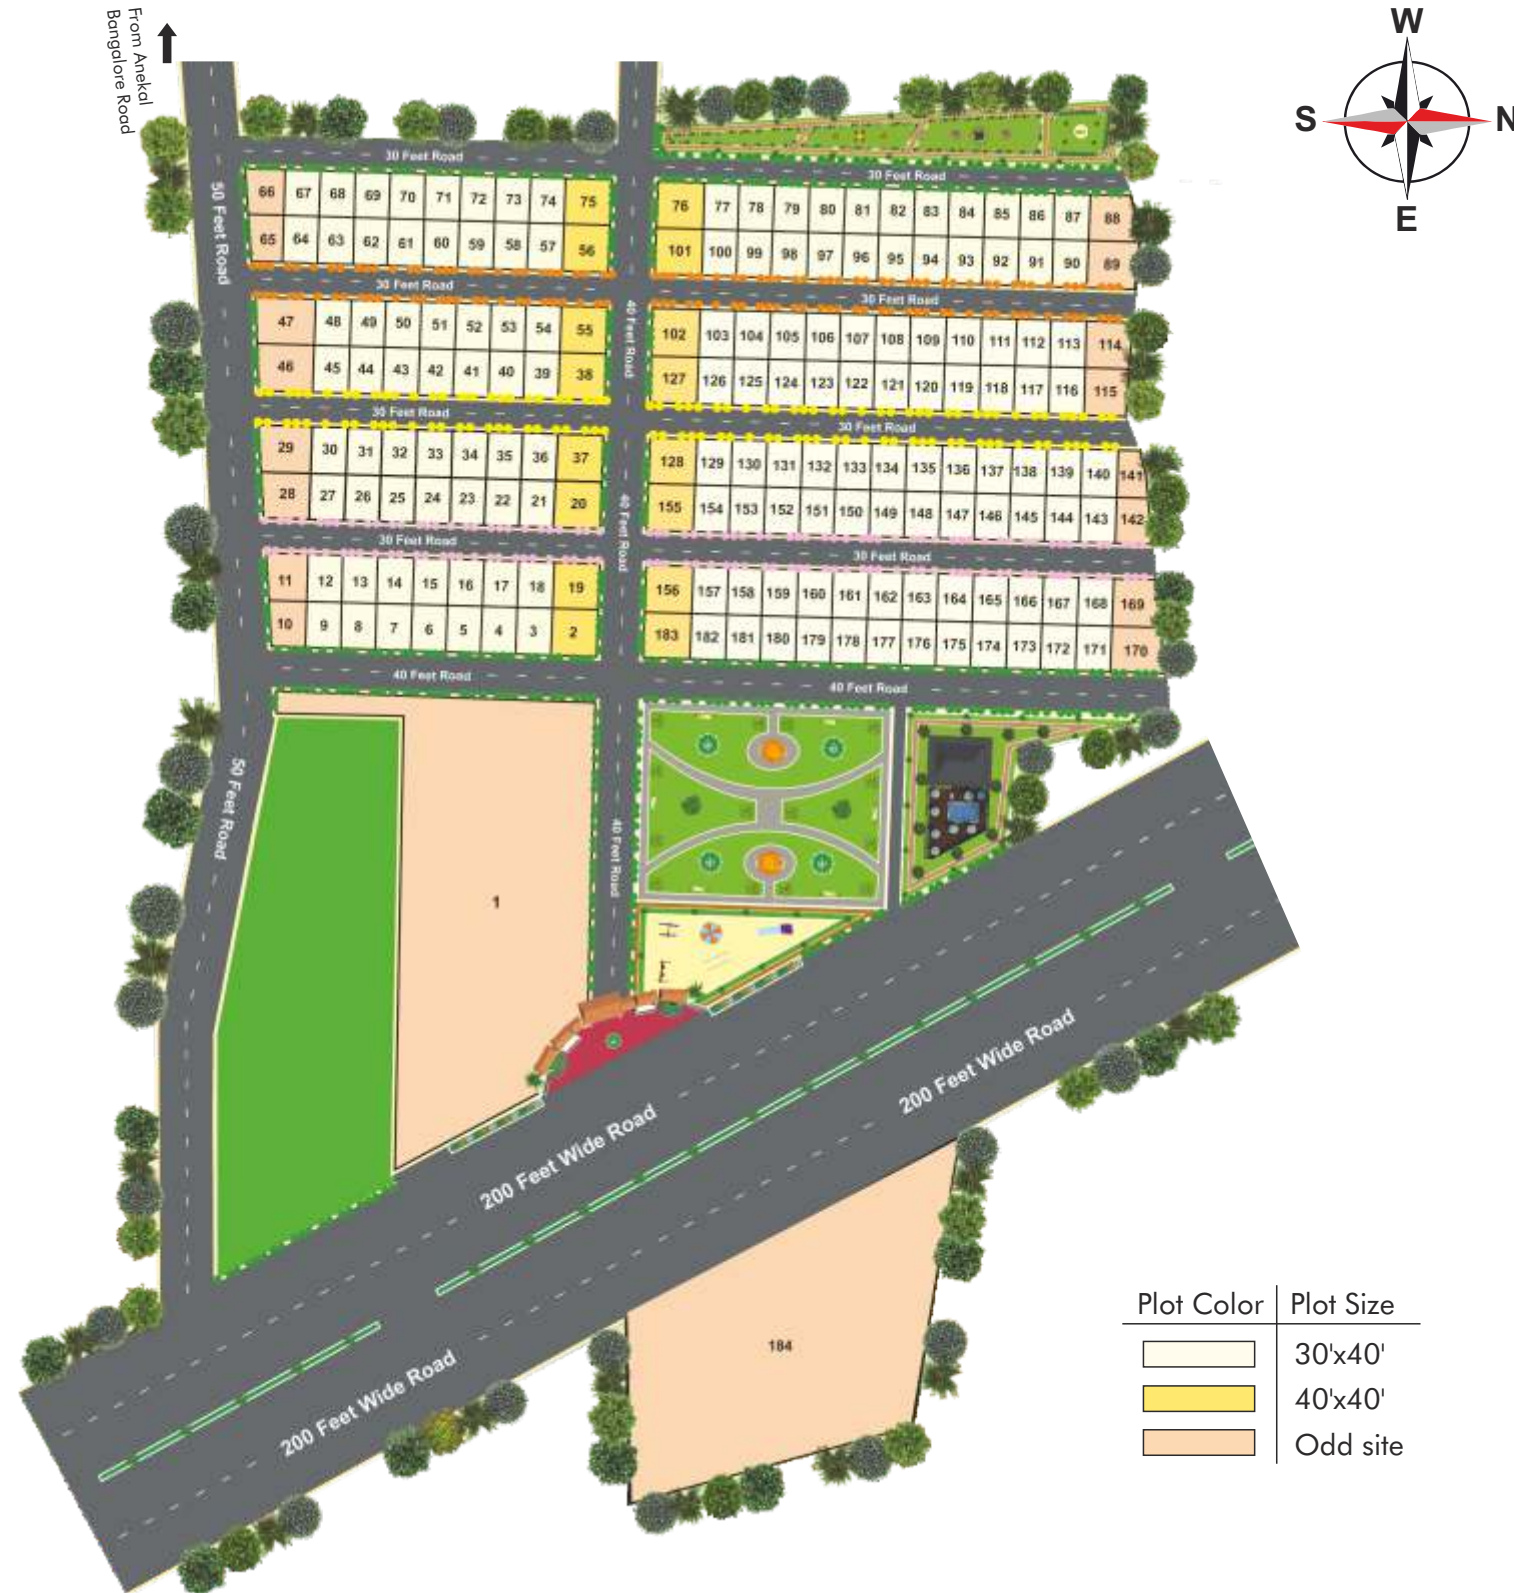 From Anekal
Bangalore Road
W
S
N
E
30 Feet Road
30 Feet Road
50 Feet Road
66 67 68 69 70 71 72 73 74 75
76 77 78 79 80 81 82 83 84 85 86 87 88
65 64 63 62 61 60 59 58 57 56
101 100 99 98 97 96 95 94 93 92 91 90 89
30 Feet Road
30 Feet Road
47 48 49 50 51 52 53 54 55
102 103 104 105 106 107 108 109 110 111 112 113 114
40 Feet Road
46 45 44 43 42 41 40 39 38
127 126 125 124 123 122 121 120 119 118 117 116 115
30 Feet Road
30 Feet Road
29 30 31 32 33 34 35 36 37
128 129 130 131 132 133 134 135 136 137 138 139 140 141
28 27 26 25 24 23 22 21 20
155 154 153 152 151 150 149 148 147 146 145 144 143 142
40 Feet Road
30 Feet Road
30 Feet Road
11 12 13 14 15 16 17 18 19
156 157 158 159 160 161 162 163 164 165 166 167 168 169
10 9 8 7 6 5 4 3 2
183 182 181 180 179 178 177 176 175 174 173 172 171 170
40 Feet Road
40 Feet Road
50 Feet Road
40 Feet Road
1
200 Feet Wide Road
200 Feet Wide Road
200 Feet Wide Road
184
Plot Color Plot Size
30'x40'
40'x40'
Odd site